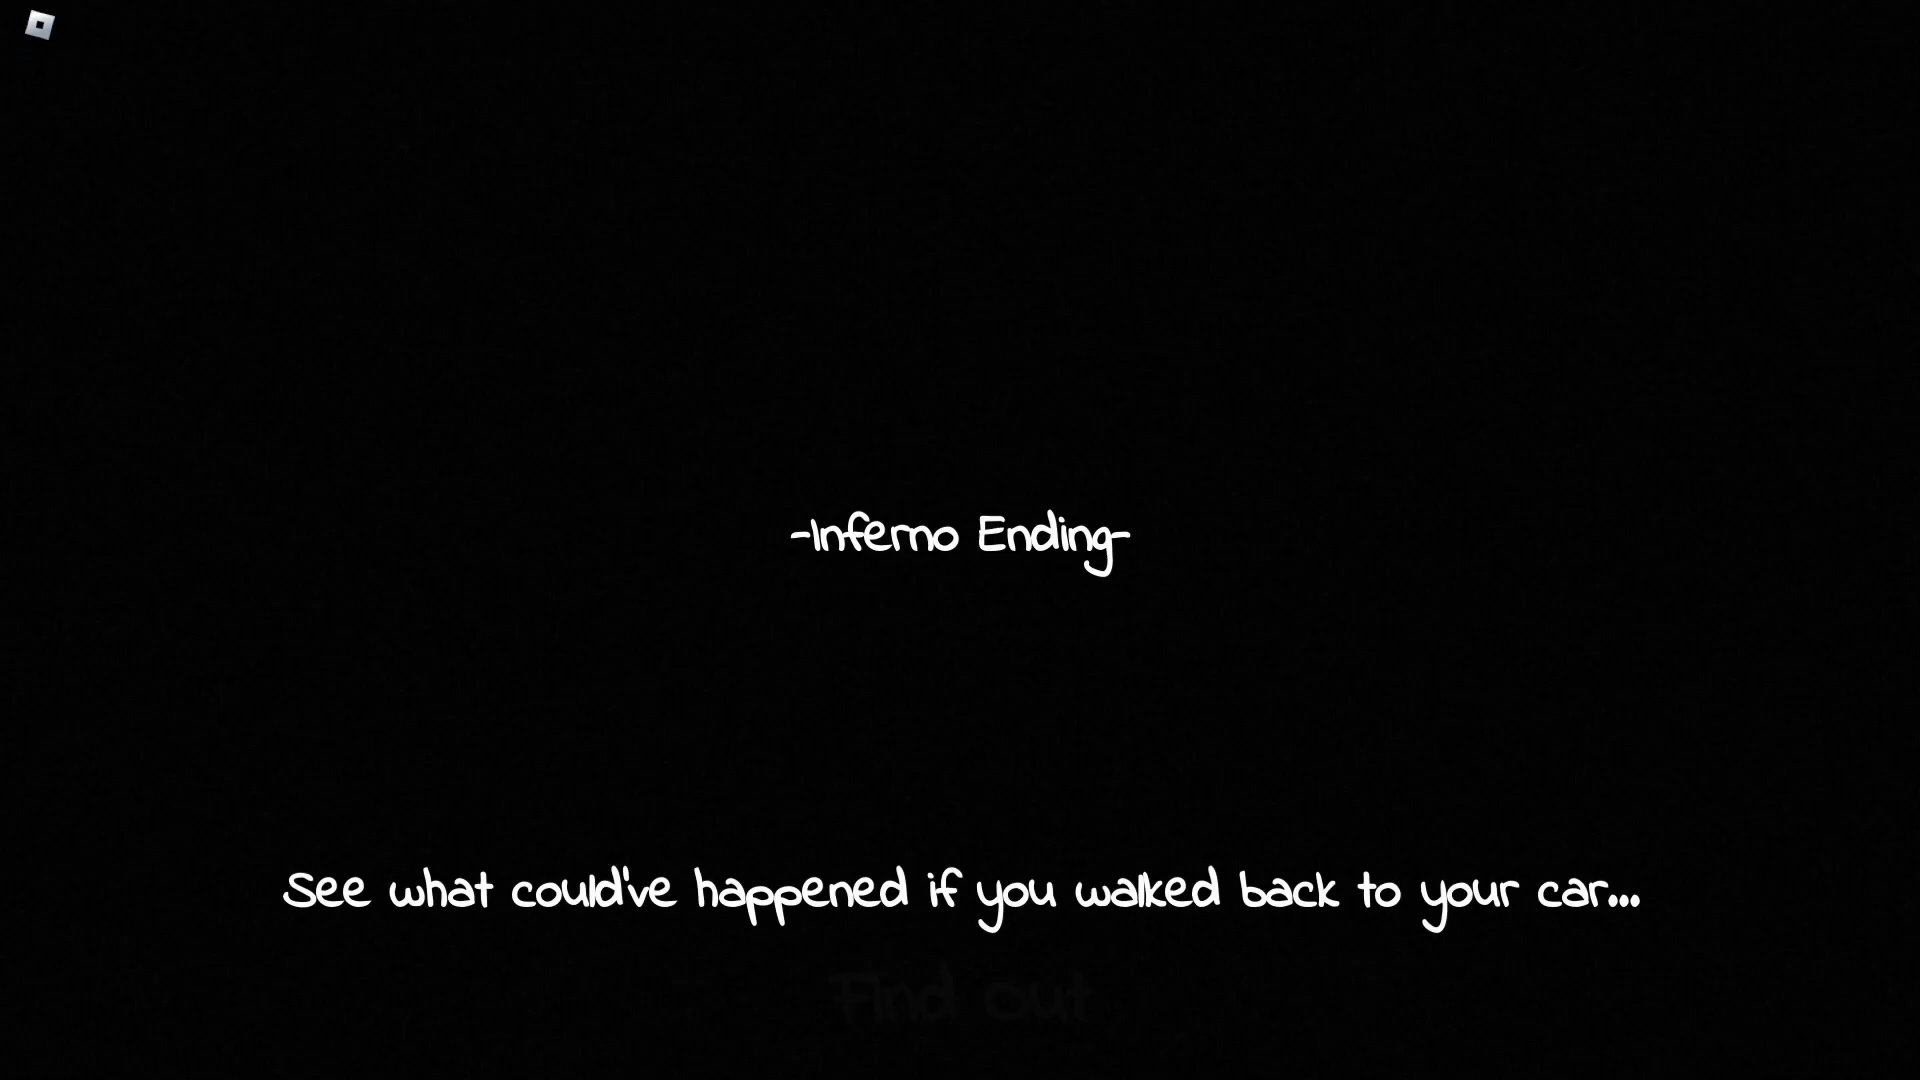 -Inferno Ending-
See what could've happened if you walked back to your car...
Find out